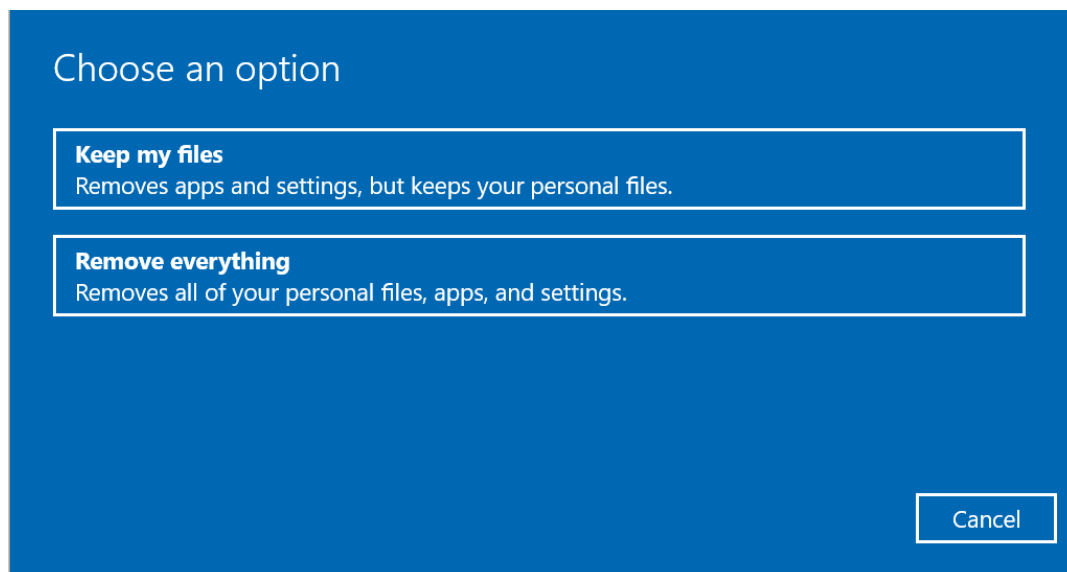 Choose an option
Keep my files
Removes apps and settings, but keeps your personal files.
Remove everything
Removes all of your personal files, apps, and settings.
Cancel